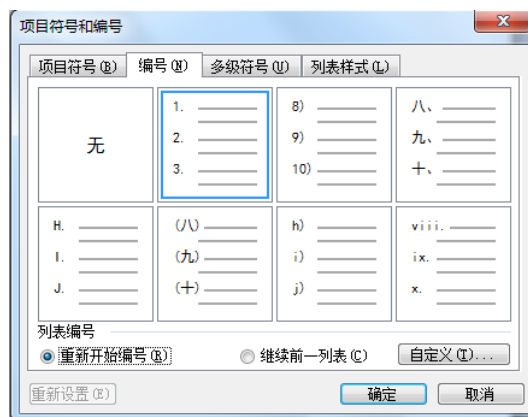 项目符号和编号
项目符号(B) 编号(N) 多级符号(U) 列表样式(L)
无
1.
2.
3.
8)
9)
10)
八、
九、
十、
H.
I.
J.
(八)
(九)
(十)
h)
i)
j)
viii.
ix.
x.
列表编号
重新开始编号(R) 继续前一列表(C) 自定义(T)...
重新设置(E) 确定 取消